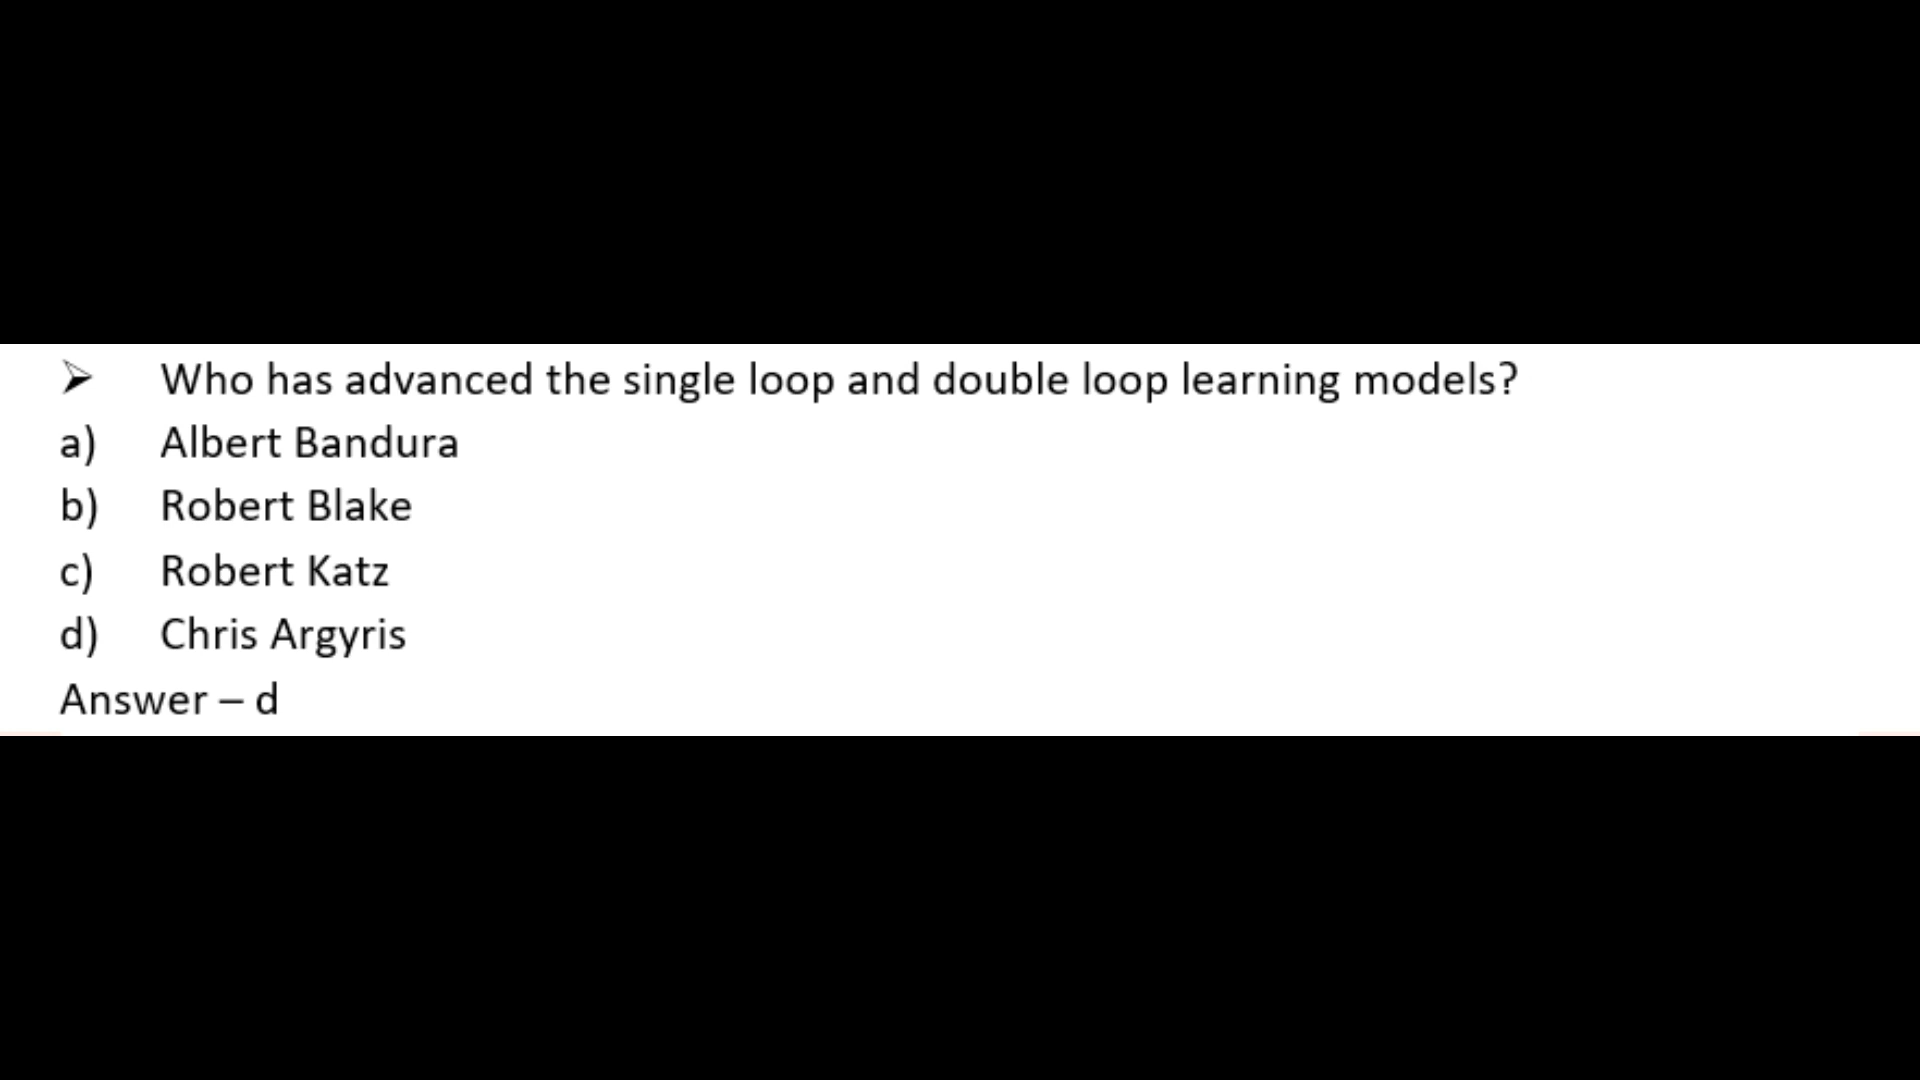 ➢ Who has advanced the single loop and double loop learning models?
a) Albert Bandura
b) Robert Blake
c) Robert Katz
d) Chris Argyris
Answer – d